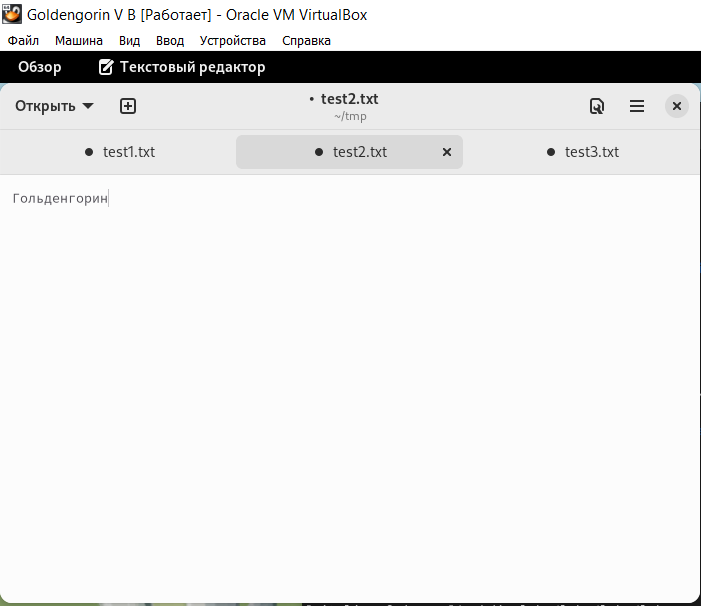 Goldengorin V B [Работает] - Oracle VM VirtualBox
Файл Машина Вид Ввод Устройства Справка
Обзор Текстовый редактор
Открыть • test2.txt
~/tmp
test1.txt test2.txt test3.txt
Гольденгорин